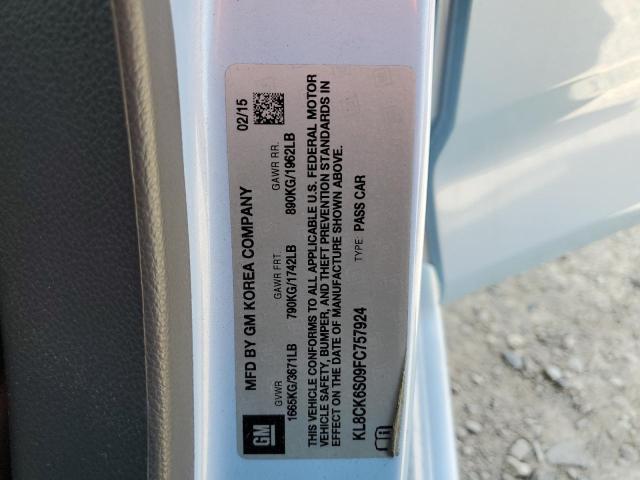 GM
MFD BY GM KOREA COMPANY
02/15
GVWR GAWR FRT. GAWR RR.
1665KG/3671LB 790KG/1742LB 890KG/1962LB
THIS VEHICLE CONFORMS TO ALL APPLICABLE U.S. FEDERAL MOTOR
VEHICLE SAFETY, BUMPER, AND THEFT PREVENTION STANDARDS IN
EFFECT ON THE DATE OF MANUFACTURE SHOWN ABOVE.
KL8CK6S09FC757924 TYPE: PASS CAR